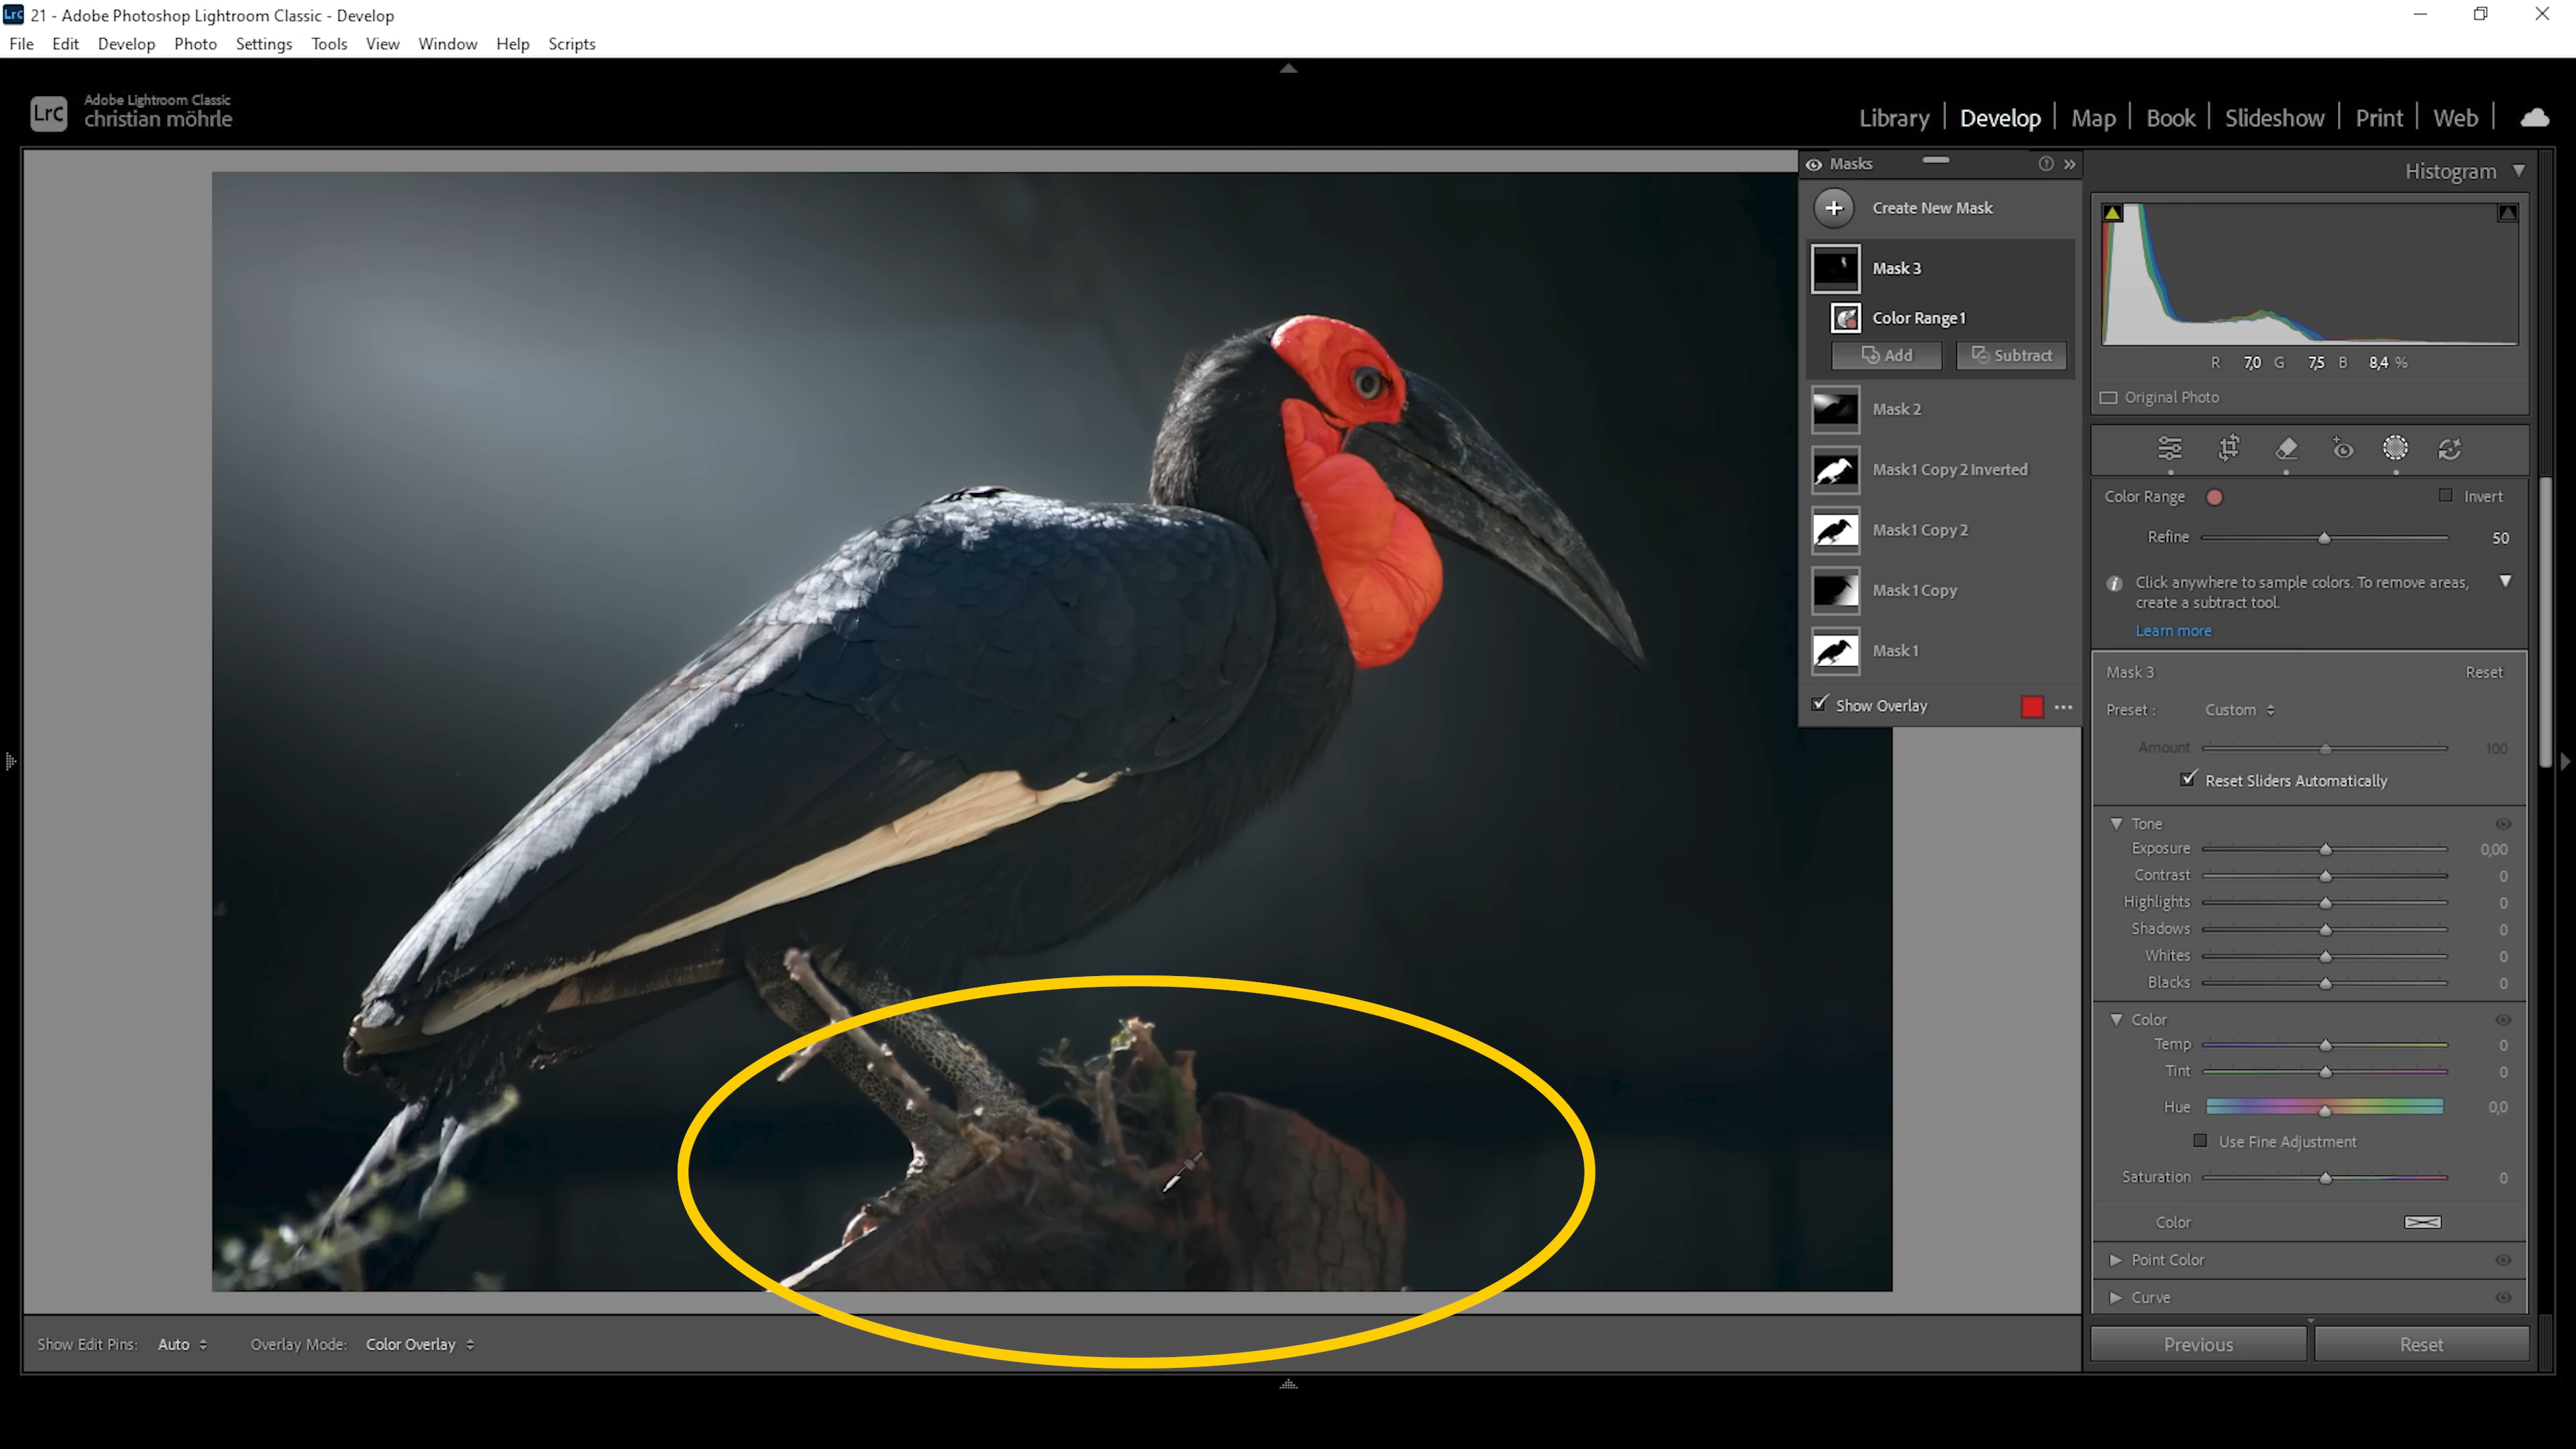 Lrc 21 - Adobe Photoshop Lightroom Classic - Develop
File Edit Develop Photo Settings Tools View Window Help Scripts
Lrc
Adobe Lightroom Classic
christian möhrle
Library | Develop | Map | Book | Slideshow | Print | Web |
Masks
Create New Mask
Mask 3
Color Range 1
Add Subtract
Mask 2
Mask 1 Copy 2 Inverted
Mask 1 Copy 2
Mask 1 Copy
Mask 1
Show Overlay
Histogram
R 7,0 G 7,5 B 8,4 %
Original Photo
Color Range Invert
Refine 50
Click anywhere to sample colors. To remove areas,
create a subtract tool.
Learn more
Mask 3 Reset
Preset : Custom
Amount 100
Reset Sliders Automatically
Tone
Exposure 0,00
Contrast 0
Highlights 0
Shadows 0
Whites 0
Blacks 0
Color
Temp 0
Tint 0
Hue 0,0
Use Fine Adjustment
Saturation 0
Color
Point Color
Curve
Show Edit Pins: Auto Overlay Mode: Color Overlay
Previous Reset